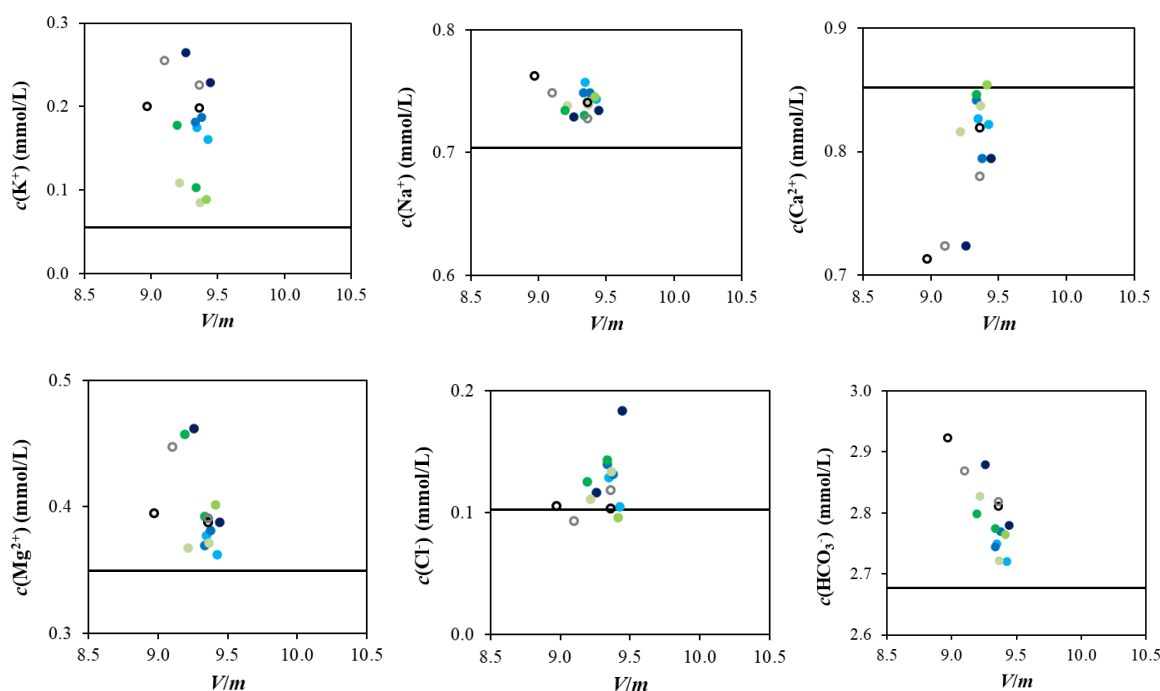 c(K⁺) (mmol/L)
0.3
0.2
0.1
0.0
8.5 9.0 9.5 10.0 10.5
V/m
c(Na⁺) (mmol/L)
0.8
0.7
0.6
8.5 9.0 9.5 10.0 10.5
V/m
c(Ca²⁺) (mmol/L)
0.9
0.8
0.7
8.5 9.0 9.5 10.0 10.5
V/m
c(Mg²⁺) (mmol/L)
0.5
0.4
0.3
8.5 9.0 9.5 10.0 10.5
V/m
c(Cl⁻) (mmol/L)
0.2
0.1
0.0
8.5 9.0 9.5 10.0 10.5
V/m
c(HCO₃⁻) (mmol/L)
3.0
2.9
2.8
2.7
2.6
8.5 9.0 9.5 10.0 10.5
V/m